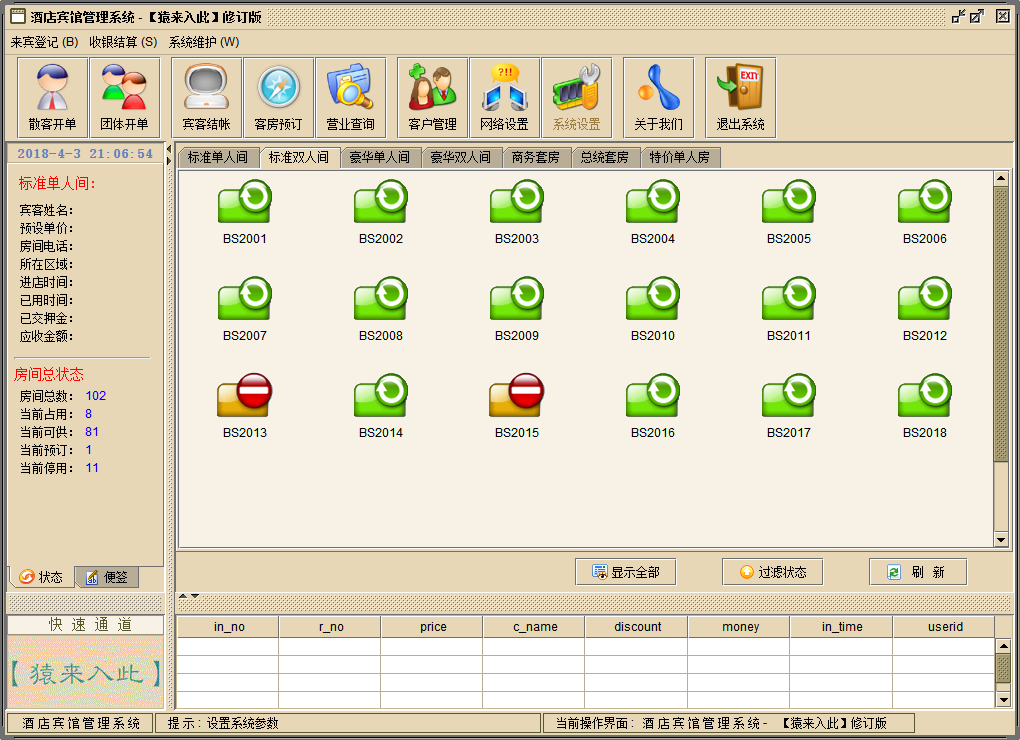 酒店宾馆管理系统 - 【猿来入此】修订版
来宾登记 (B) 收银结算 (S) 系统维护 (W)
散客开单 团体开单 宾客结帐 客房预订 营业查询 客户管理 网络设置 系统设置 关于我们 退出系统
?!! EXIT
2018-4-3 21:06:54
标准单人间:
宾客姓名:
预设单价:
房间电话:
所在区域:
进店时间:
已用时间:
已交押金:
应收金额:
房间总状态
房间总数: 102
当前占用: 8
当前可供: 81
当前预订: 1
当前停用: 11
状态 便签
快速通道
【猿来入此】
标准单人间 标准双人间 豪华单人间 豪华双人间 商务套房 总统套房 特价单人房
BS2001 BS2002 BS2003 BS2004 BS2005 BS2006
BS2007 BS2008 BS2009 BS2010 BS2011 BS2012
BS2013 BS2014 BS2015 BS2016 BS2017 BS2018
显示全部 过滤状态 刷 新
in_no r_no price c_name discount money in_time userid
酒店宾馆管理系统 提示: 设置系统参数 当前操作界面: 酒店宾馆管理系统- 【猿来入此】修订版